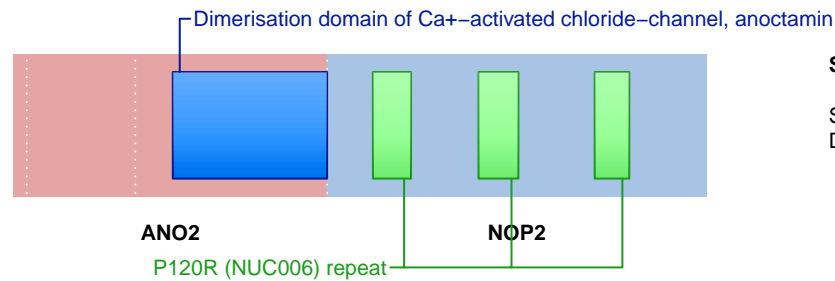 Dimerisation domain of Ca+−activated chloride−channel, anoctamin
ANO2
NOP2
P120R (NUC006) repeat